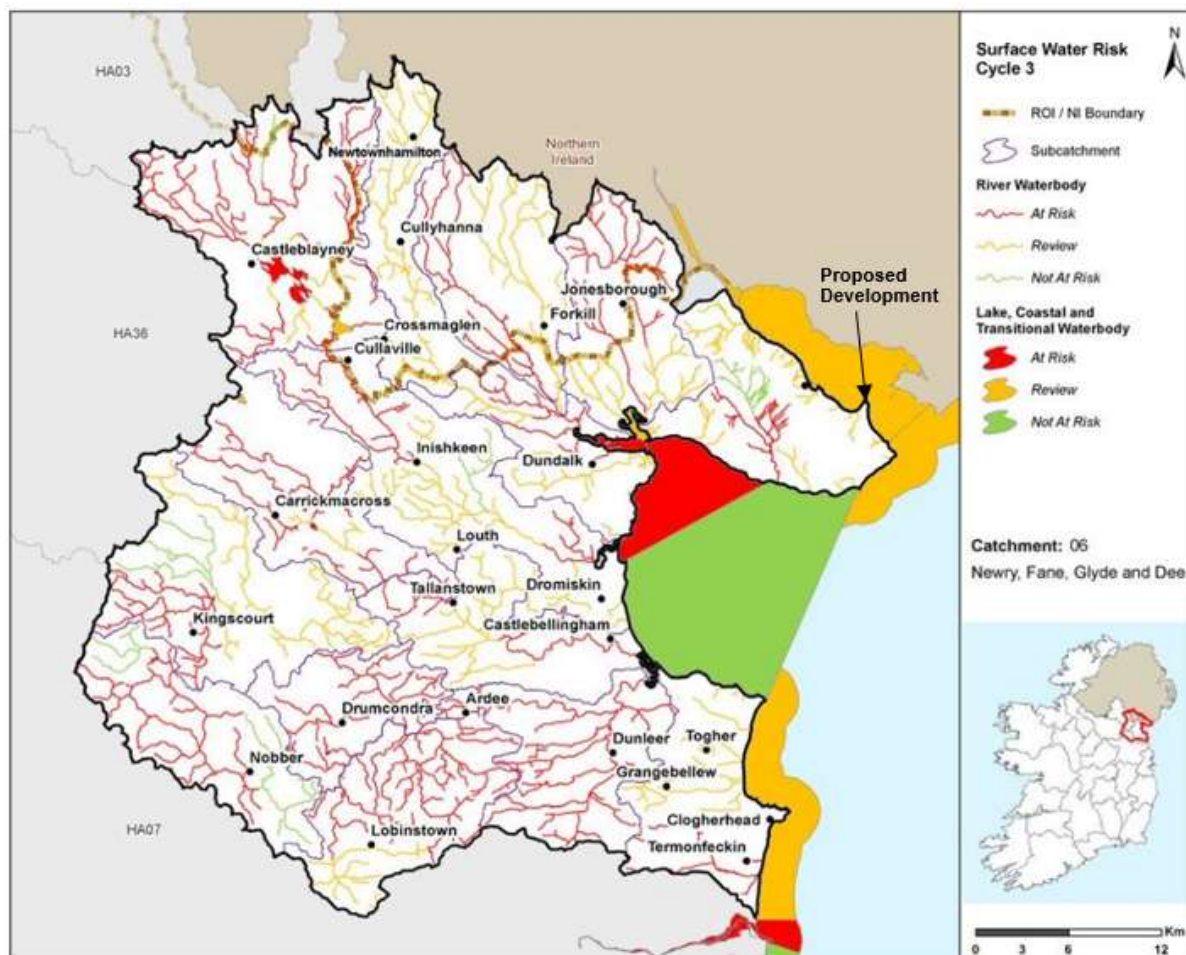 HA03
Newtownhamilton
Northern
Ireland
Cullyhanna
Castleblayney
Proposed
Development
Jonesborough
Forkill
HA36
Crossmaglen
Cullaville
Inishkeen
Dundalk
Carrickmacross
Louth
Dromiskin
Tallanstown
Kingscourt
Castlebellingham
Ardee
Drumcondra
Dunleer
Togher
Nobber
Grangebellew
Clogherhead
HA07
Lobinstown
Termonfeckin
Surface Water Risk
Cycle 3
N
ROI / NI Boundary
Subcatchment
River Waterbody
At Risk
Review
Not At Risk
Lake, Coastal and
Transitional Waterbody
At Risk
Review
Not At Risk
Catchment: 06
Newry, Fane, Glyde and Dee
Km
0 3 6 12